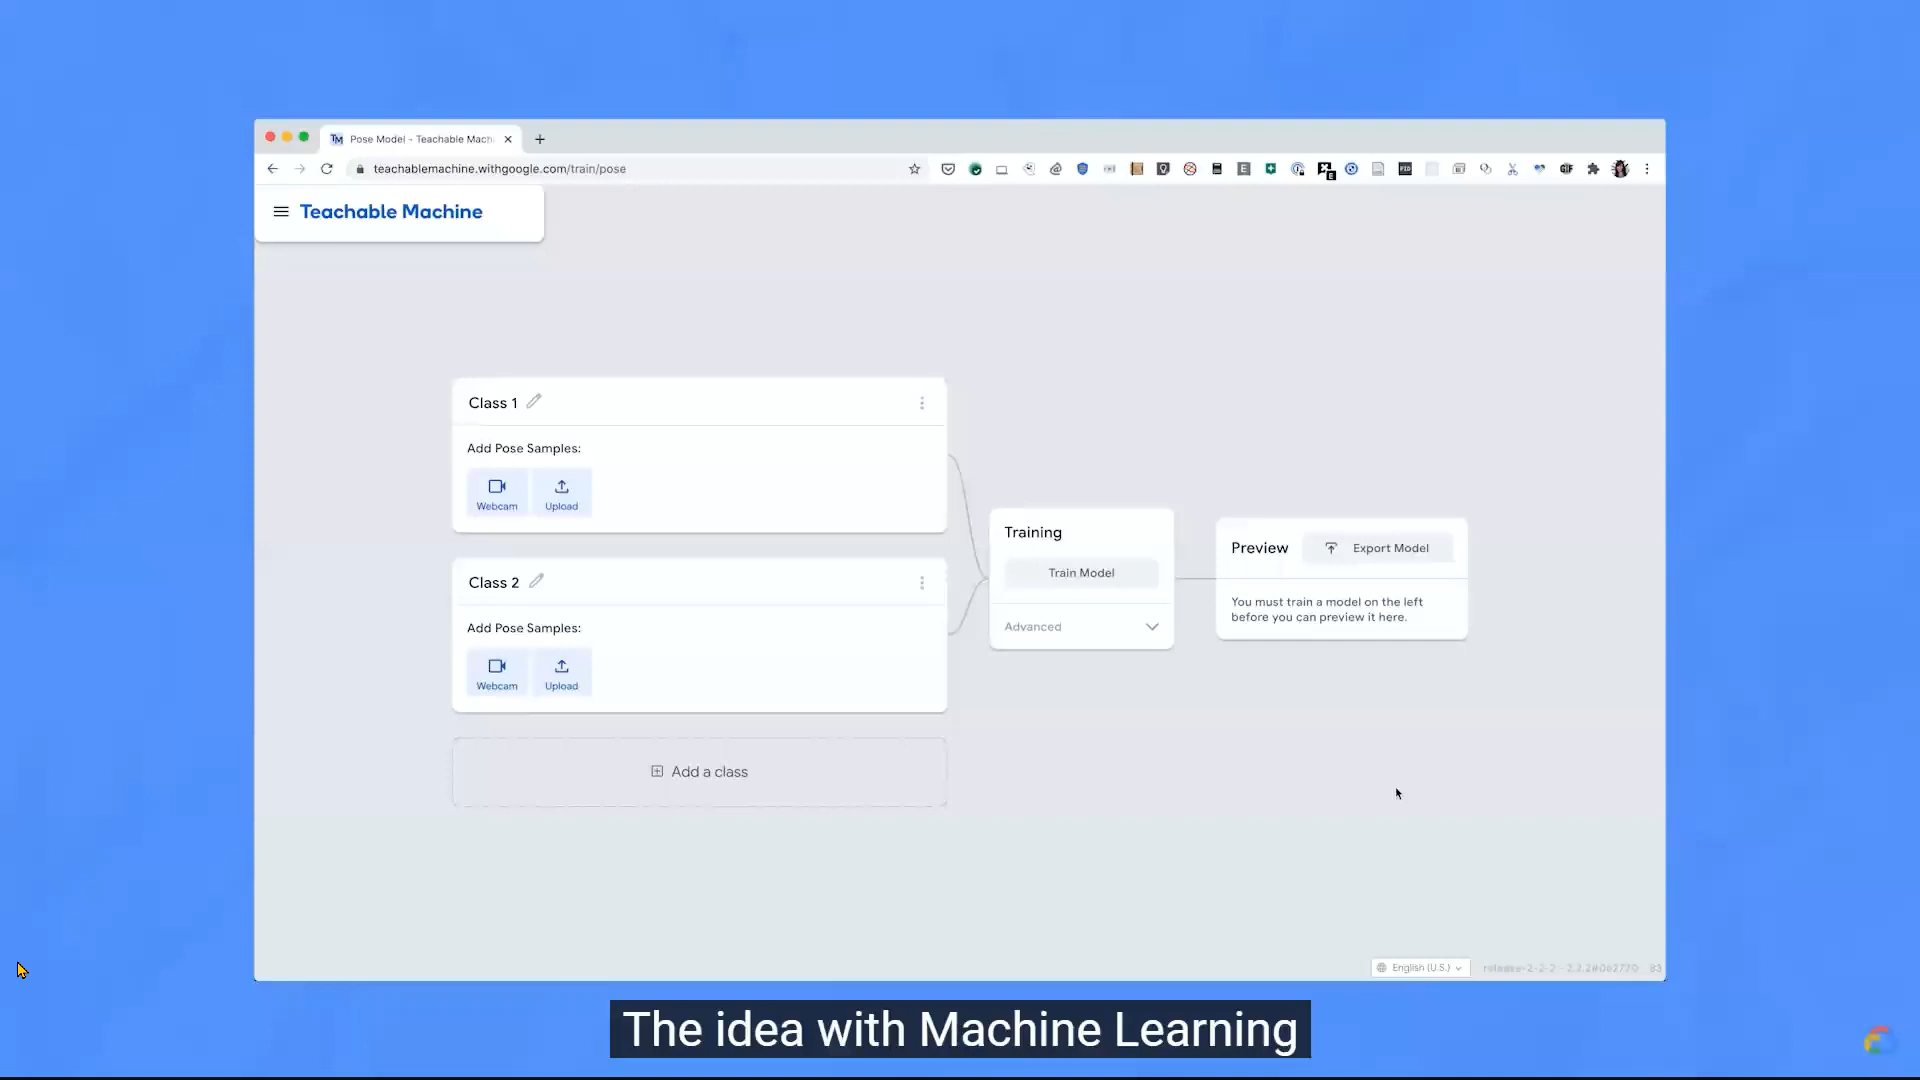 Pose Model - Teachable Mach
teachablemachine.withgoogle.com/train/pose
Teachable Machine
Class 1
Add Pose Samples:
Webcam
Upload
Class 2
Add Pose Samples:
Webcam
Upload
Add a class
Training
Train Model
Advanced
Preview
Export Model
You must train a model on the left
before you can preview it here.
English (U.S.)
The idea with Machine Learning